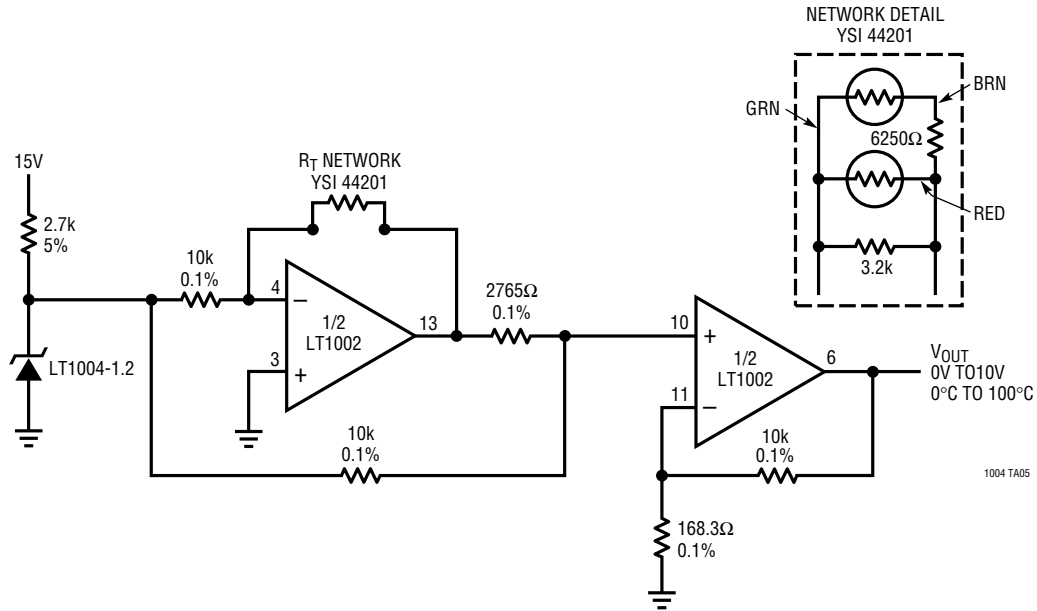 NETWORK DETAIL
YSI 44201
BRN
GRN
6250Ω
RED
3.2k
15V
2.7k
5%
LT1004-1.2
10k
0.1%
RT NETWORK
YSI 44201
4
−
1/2
LT1002
3
+
13
2765Ω
0.1%
10k
0.1%
10
+
1/2
LT1002
11
−
6
VOUT
0V TO10V
0°C TO 100°C
10k
0.1%
168.3Ω
0.1%
1004 TA05